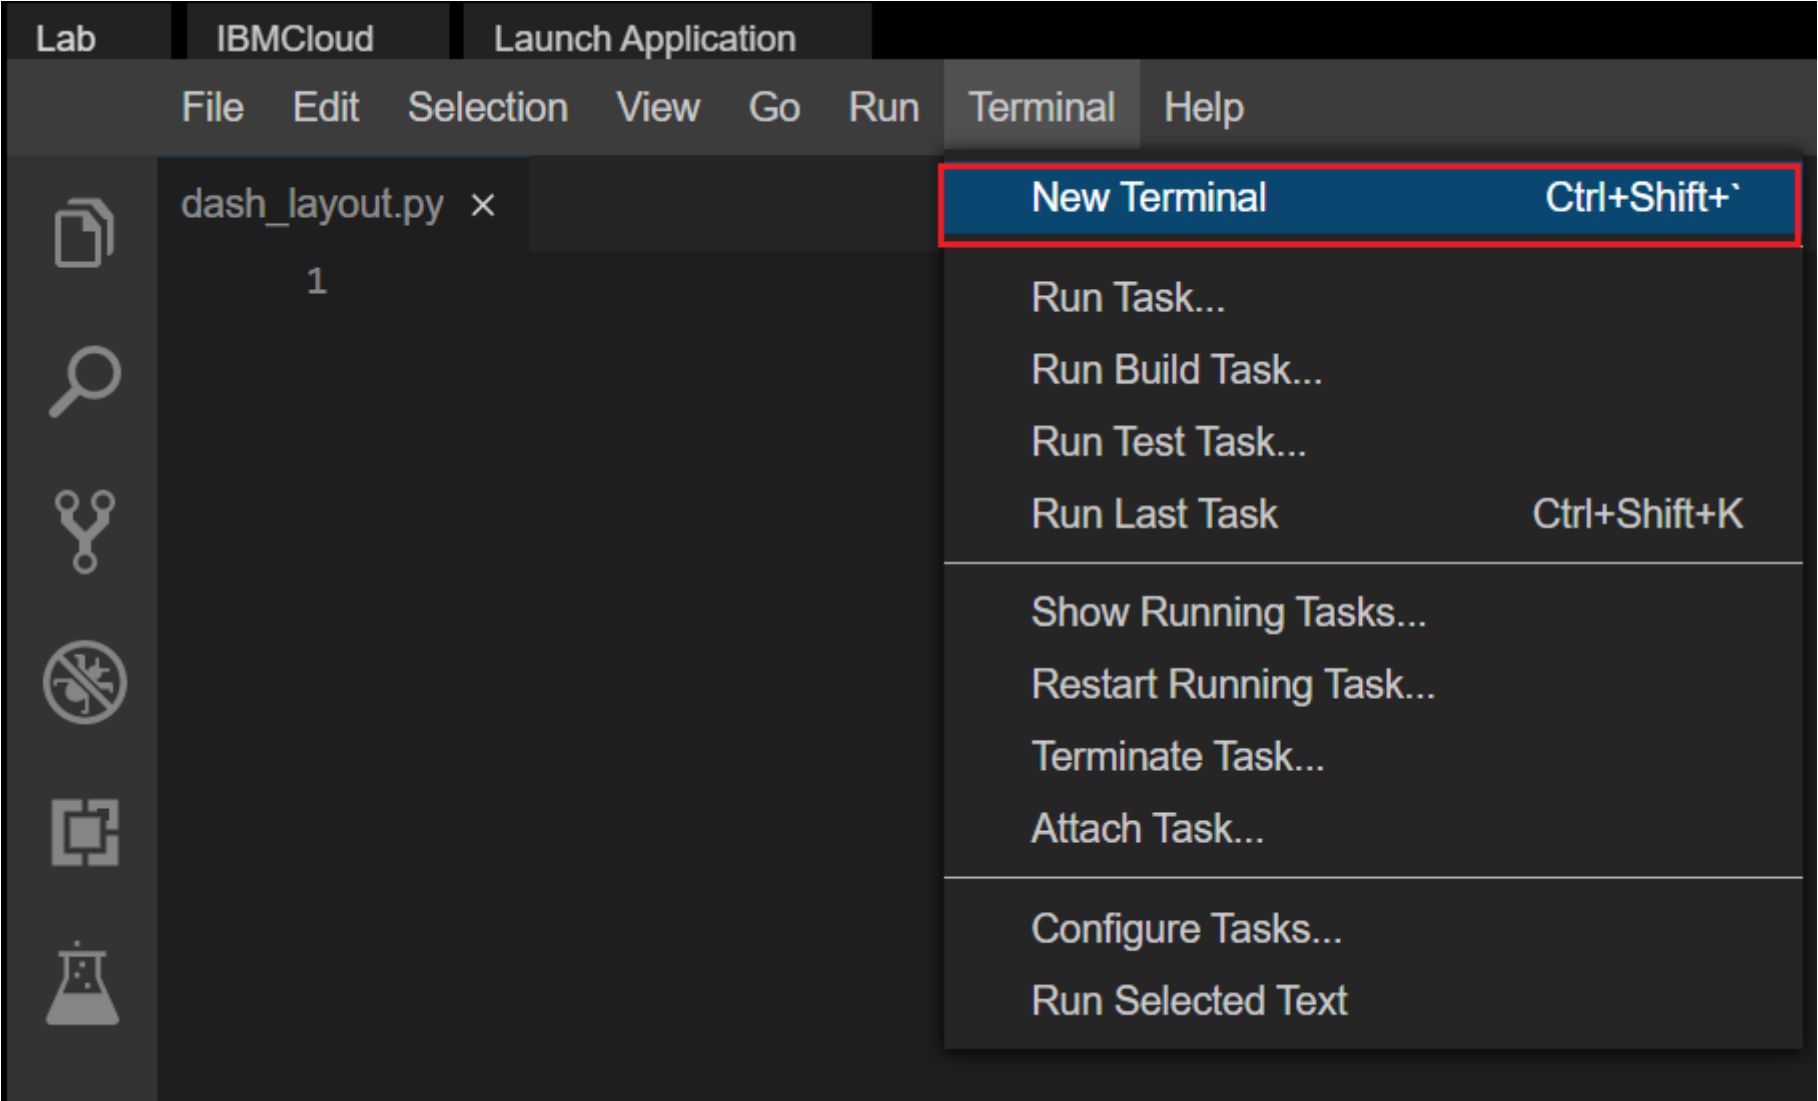 Lab IBMCloud Launch Application
File Edit Selection View Go Run Terminal Help
dash_layout.py ×
1
New Terminal Ctrl+Shift+`
Run Task...
Run Build Task...
Run Test Task...
Run Last Task Ctrl+Shift+K
Show Running Tasks...
Restart Running Task...
Terminate Task...
Attach Task...
Configure Tasks...
Run Selected Text